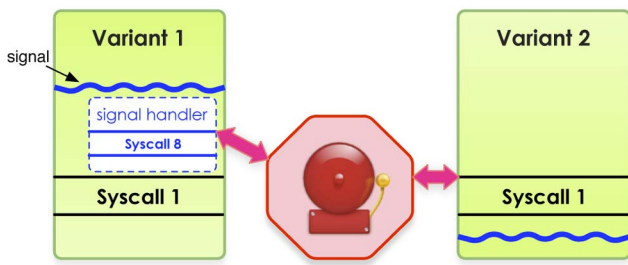 Variant 1
signal
signal handler
Syscall 8
Syscall 1
Variant 2
Syscall 1